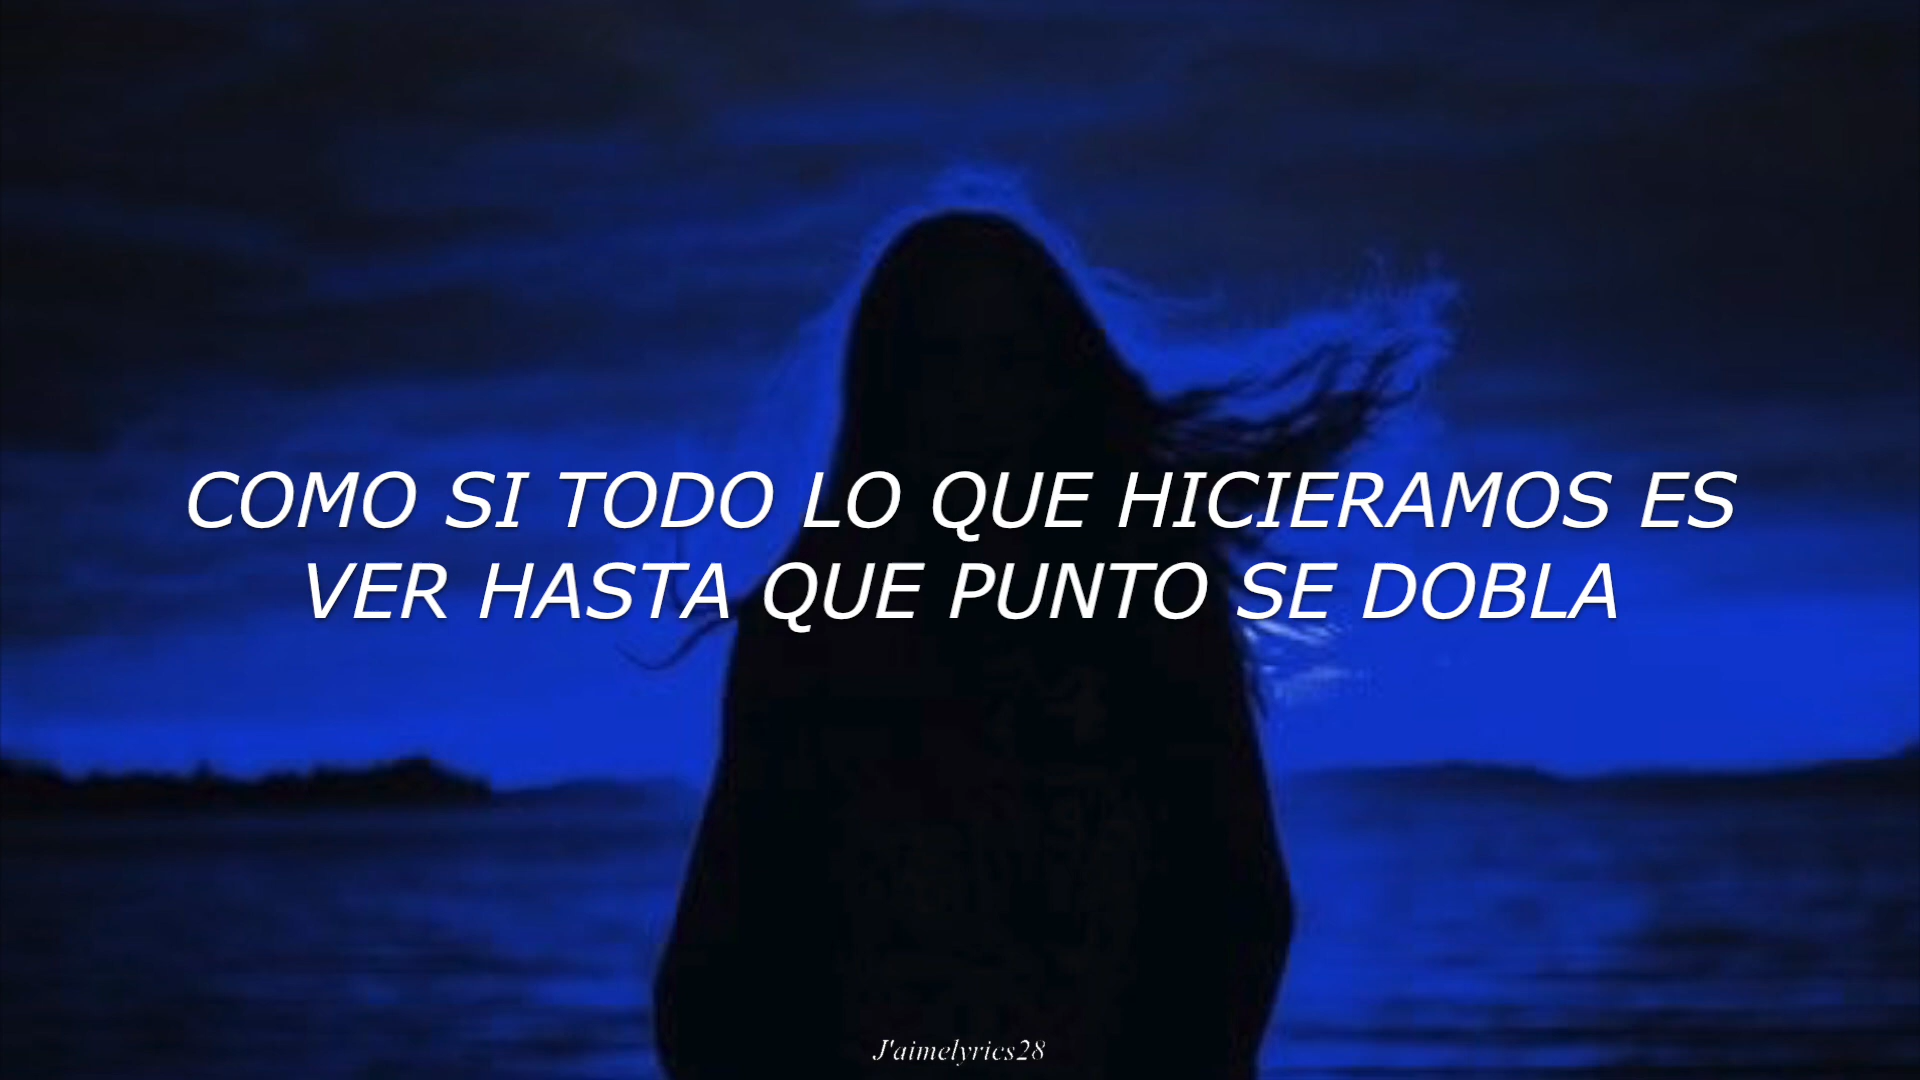 COMO SI TODO LO QUE HICIERAMOS ES
VER HASTA QUE PUNTO SE DOBLA
J'aimelyrics28